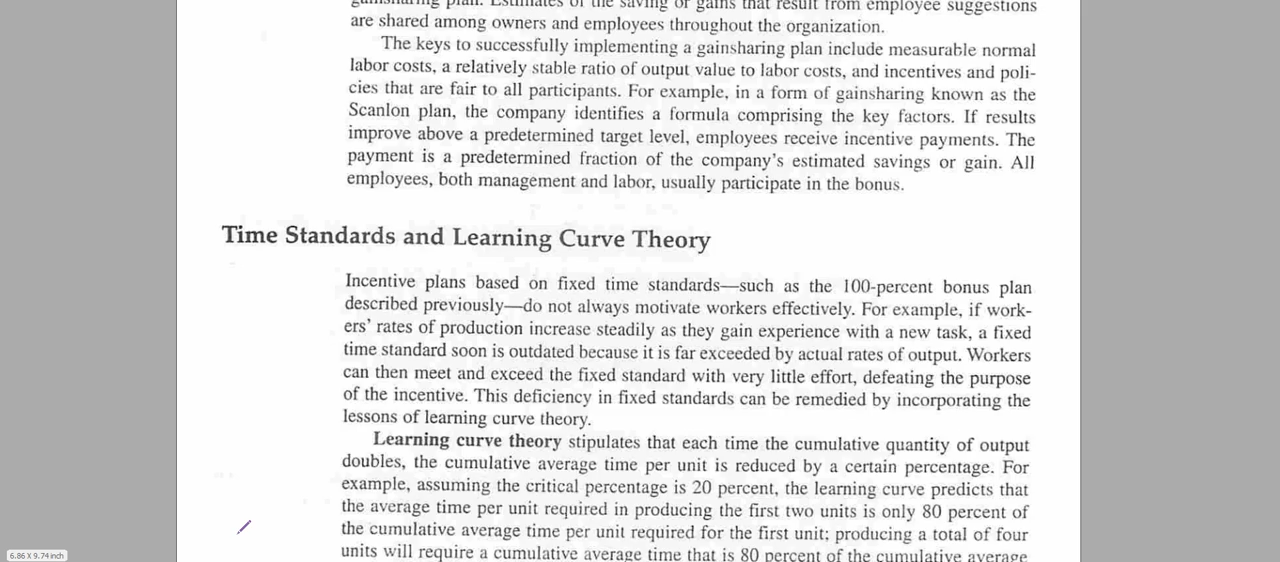 gainsharing plan. Estimates of the saving or gains that result from employee suggestions
are shared among owners and employees throughout the organization.
The keys to successfully implementing a gainsharing plan include measurable normal
labor costs, a relatively stable ratio of output value to labor costs, and incentives and poli-
cies that are fair to all participants. For example, in a form of gainsharing known as the
Scanlon plan, the company identifies a formula comprising the key factors. If results
improve above a predetermined target level, employees receive incentive payments. The
payment is a predetermined fraction of the company's estimated savings or gain. All
employees, both management and labor, usually participate in the bonus.
Time Standards and Learning Curve Theory
Incentive plans based on fixed time standards—such as the 100-percent bonus plan
described previously—do not always motivate workers effectively. For example, if work-
ers' rates of production increase steadily as they gain experience with a new task, a fixed
time standard soon is outdated because it is far exceeded by actual rates of output. Workers
can then meet and exceed the fixed standard with very little effort, defeating the purpose
of the incentive. This deficiency in fixed standards can be remedied by incorporating the
lessons of learning curve theory.
Learning curve theory stipulates that each time the cumulative quantity of output
doubles, the cumulative average time per unit is reduced by a certain percentage. For
example, assuming the critical percentage is 20 percent, the learning curve predicts that
the average time per unit required in producing the first two units is only 80 percent of
the cumulative average time per unit required for the first unit; producing a total of four
units will require a cumulative average time that is 80 percent of the cumulative average
6.86 X 9.74 inch